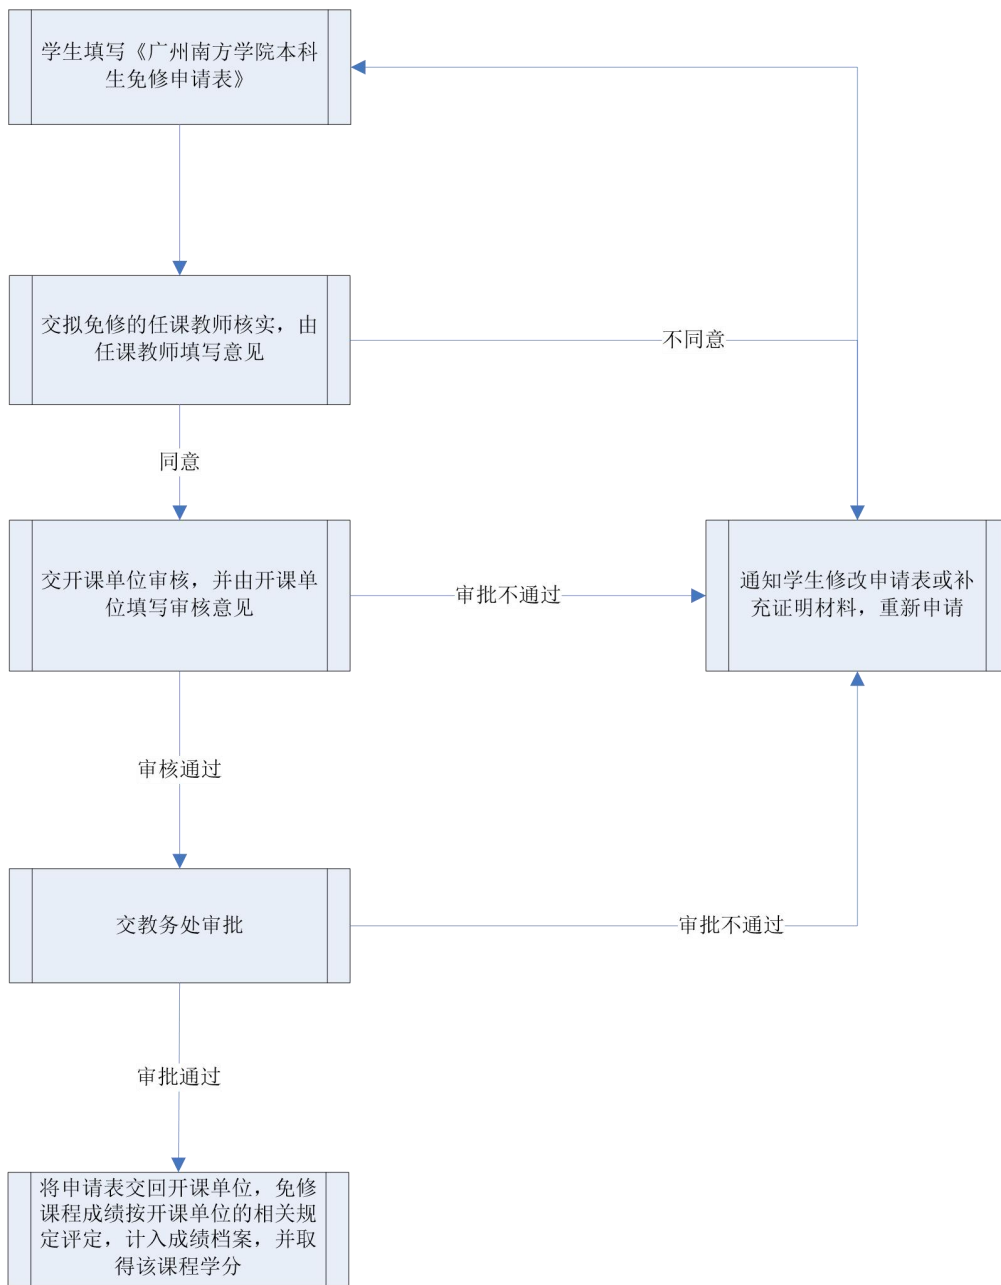 学生填写《广州南方学院本科
生免修申请表》
交拟免修的任课教师核实，由
任课教师填写意见
不同意
同意
交开课单位审核，并由开课单
位填写审核意见
审批不通过
通知学生修改申请表或补
充证明材料，重新申请
审核通过
交教务处审批
审批不通过
审批通过
将申请表交回开课单位，免修
课程成绩按开课单位的相关规
定评定，计入成绩档案，并取
得该课程学分